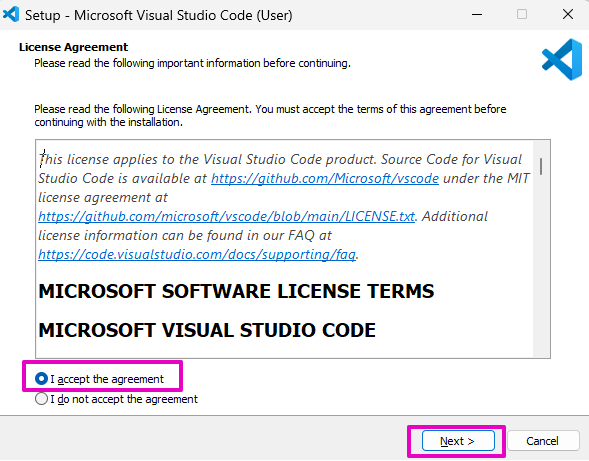 Setup - Microsoft Visual Studio Code (User)
License Agreement
Please read the following important information before continuing.
Please read the following License Agreement. You must accept the terms of this agreement before
continuing with the installation.
This license applies to the Visual Studio Code product. Source Code for Visual
Studio Code is available at https://github.com/Microsoft/vscode under the MIT
license agreement at
https://github.com/microsoft/vscode/blob/main/LICENSE.txt. Additional
license information can be found in our FAQ at
https://code.visualstudio.com/docs/supporting/faq.
MICROSOFT SOFTWARE LICENSE TERMS
MICROSOFT VISUAL STUDIO CODE
I accept the agreement
I do not accept the agreement
Next >
Cancel